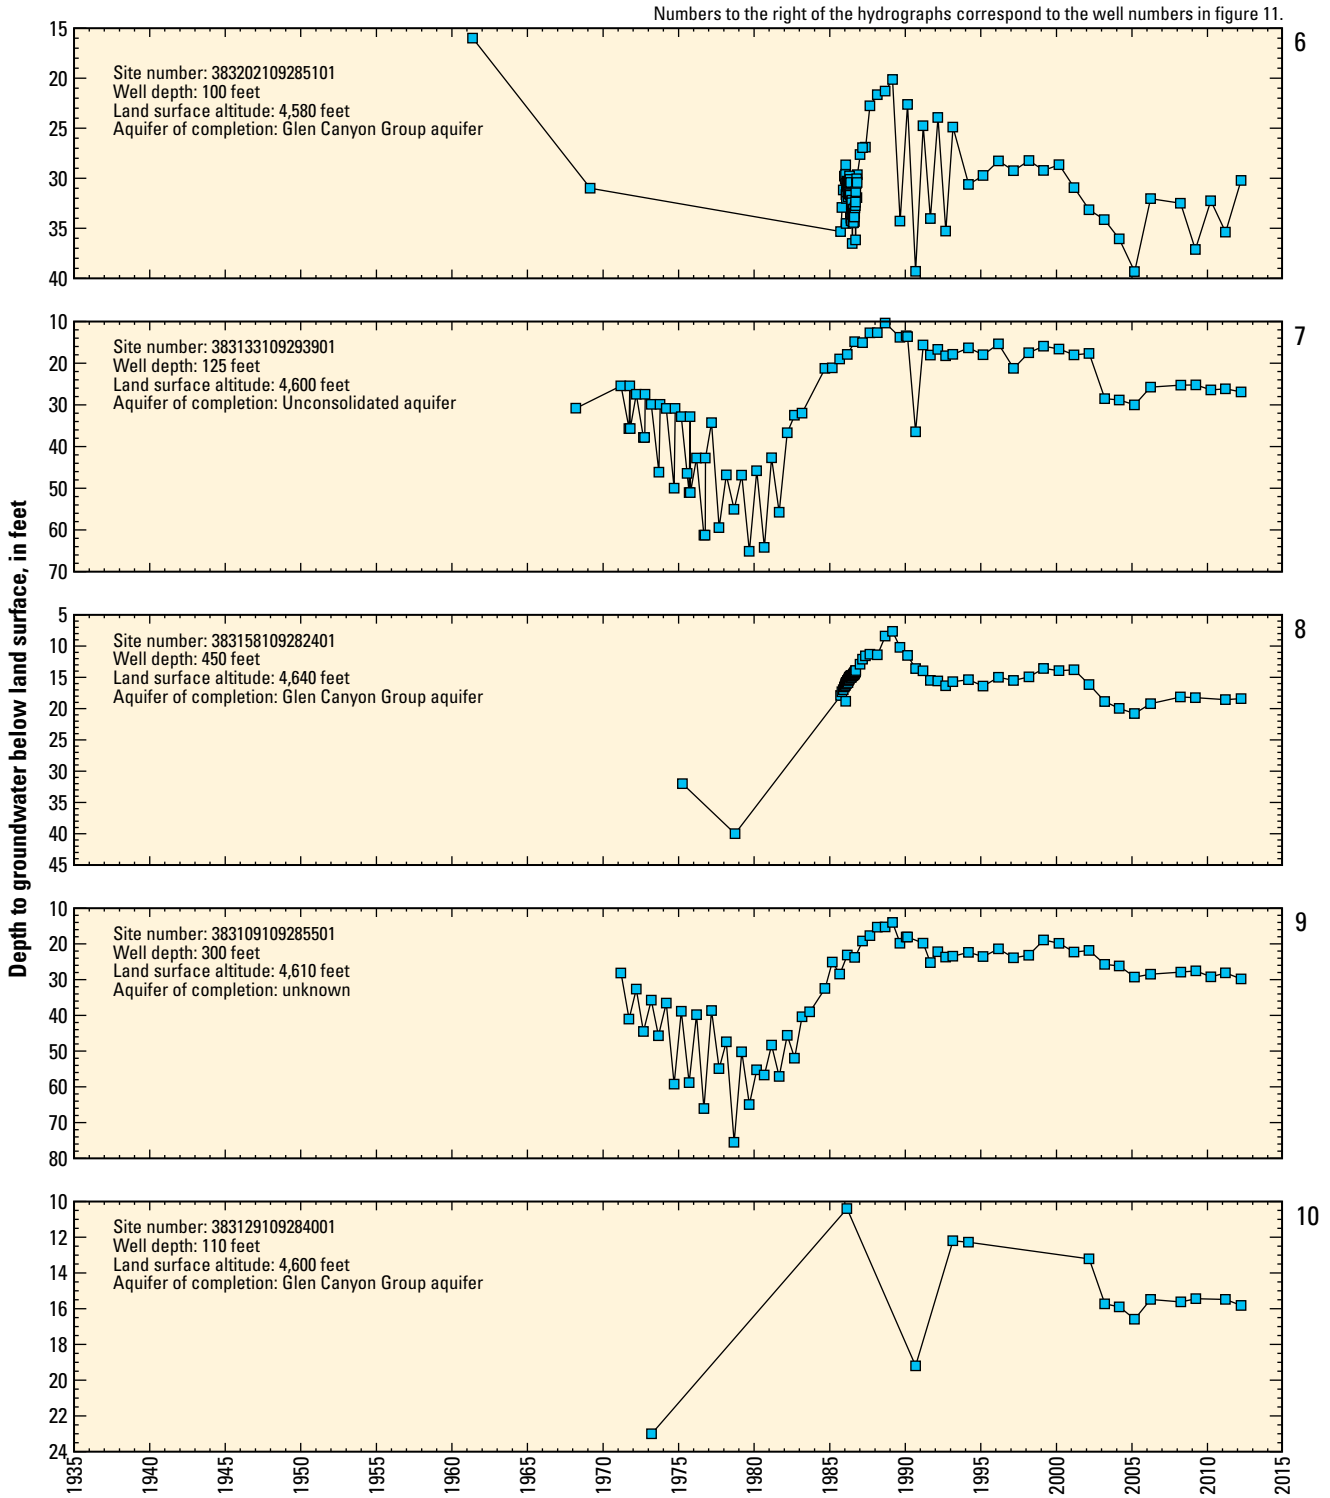 Numbers to the right of the hydrographs correspond to the well numbers in figure 11.
Depth to groundwater below land surface, in feet
15
20
25
30
35
40
Site number: 383202109285101
Well depth: 100 feet
Land surface altitude: 4,580 feet
Aquifer of completion: Glen Canyon Group aquifer
6
10
20
30
40
50
60
70
Site number: 383133109293901
Well depth: 125 feet
Land surface altitude: 4,600 feet
Aquifer of completion: Unconsolidated aquifer
7
5
10
15
20
25
30
35
40
45
Site number: 383158109282401
Well depth: 450 feet
Land surface altitude: 4,640 feet
Aquifer of completion: Glen Canyon Group aquifer
8
10
20
30
40
50
60
70
80
Site number: 383109109285501
Well depth: 300 feet
Land surface altitude: 4,610 feet
Aquifer of completion: unknown
9
10
12
14
16
18
20
22
24
Site number: 383129109284001
Well depth: 110 feet
Land surface altitude: 4,600 feet
Aquifer of completion: Glen Canyon Group aquifer
10
1935
1940
1945
1950
1955
1960
1965
1970
1975
1980
1985
1990
1995
2000
2005
2010
2015